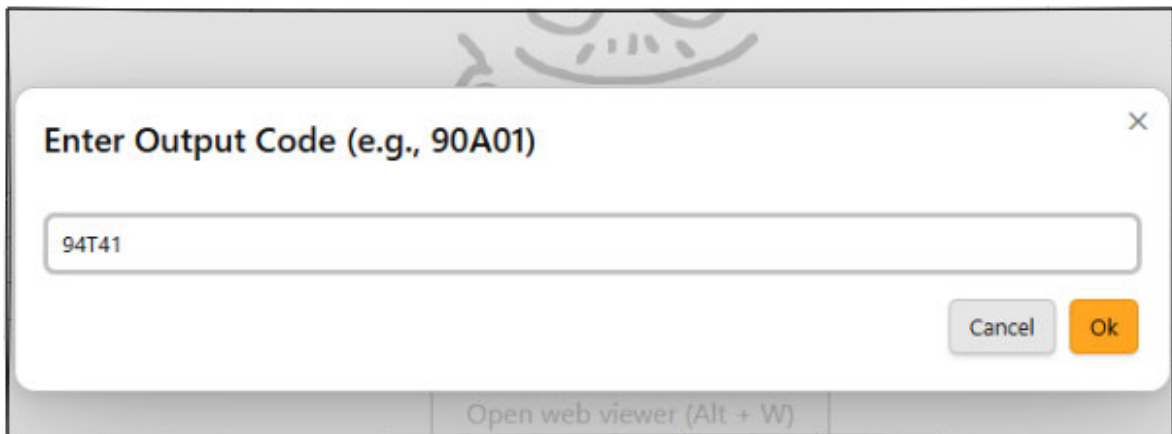 Enter Output Code (e.g., 90A01)
×
94T41
Cancel
Ok
Open web viewer (Alt + W)